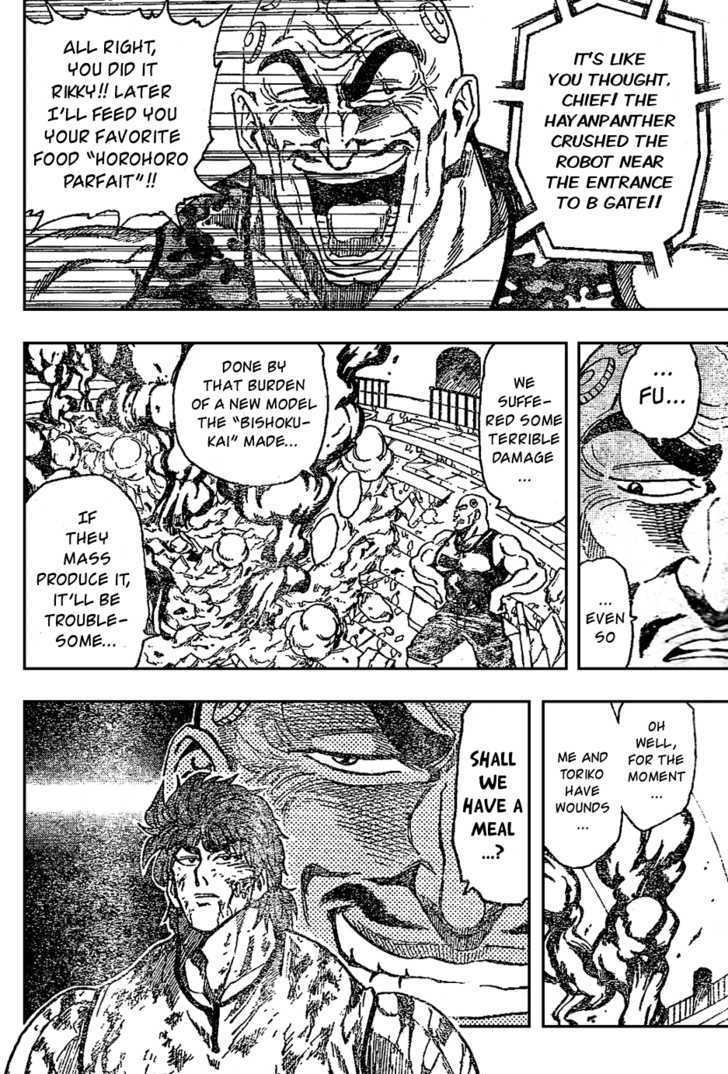 IT'S LIKE
YOU THOUGHT,
CHIEF! THE
HAYANPANTHER
CRUSHED THE
ROBOT NEAR
THE ENTRANCE
TO B GATE!!
ALL RIGHT,
YOU DID IT
RIKKY!! LATER
I'LL FEED YOU
YOUR FAVORITE
FOOD "HOROHORO
PARFAIT"!!
...
FU...
...
EVEN
SO
WE
SUFFE-
RED SOME
TERRIBLE
DAMAGE
...
DONE BY
THAT BURDEN
OF A NEW MODEL
THE "BISHOKU-
KAI" MADE...
IF
THEY
MASS
PRODUCE IT,
IT'LL BE
TROUBLE-
SOME...
OH
WELL,
FOR THE
MOMENT
...
ME AND
TORIKO
HAVE
WOUNDS
...
SHALL
WE
HAVE A
MEAL
...?